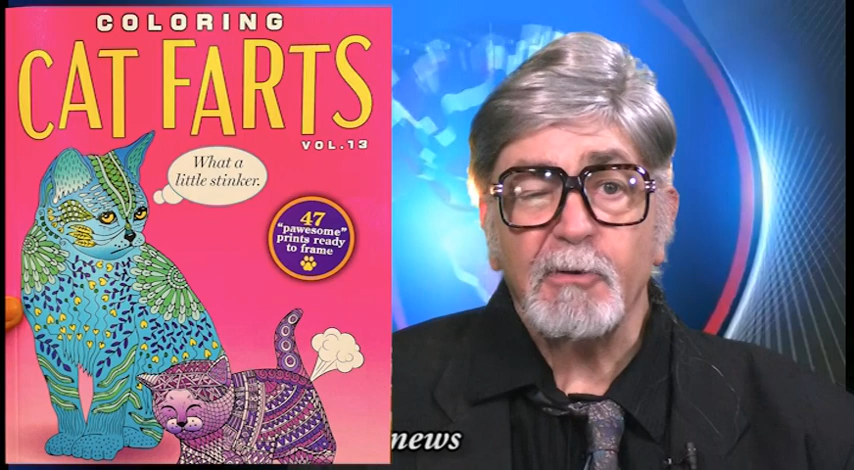 COLORING
CAT FARTS
VOL.13
What a
little stinker.
47
"pawesome"
prints ready
to frame
news